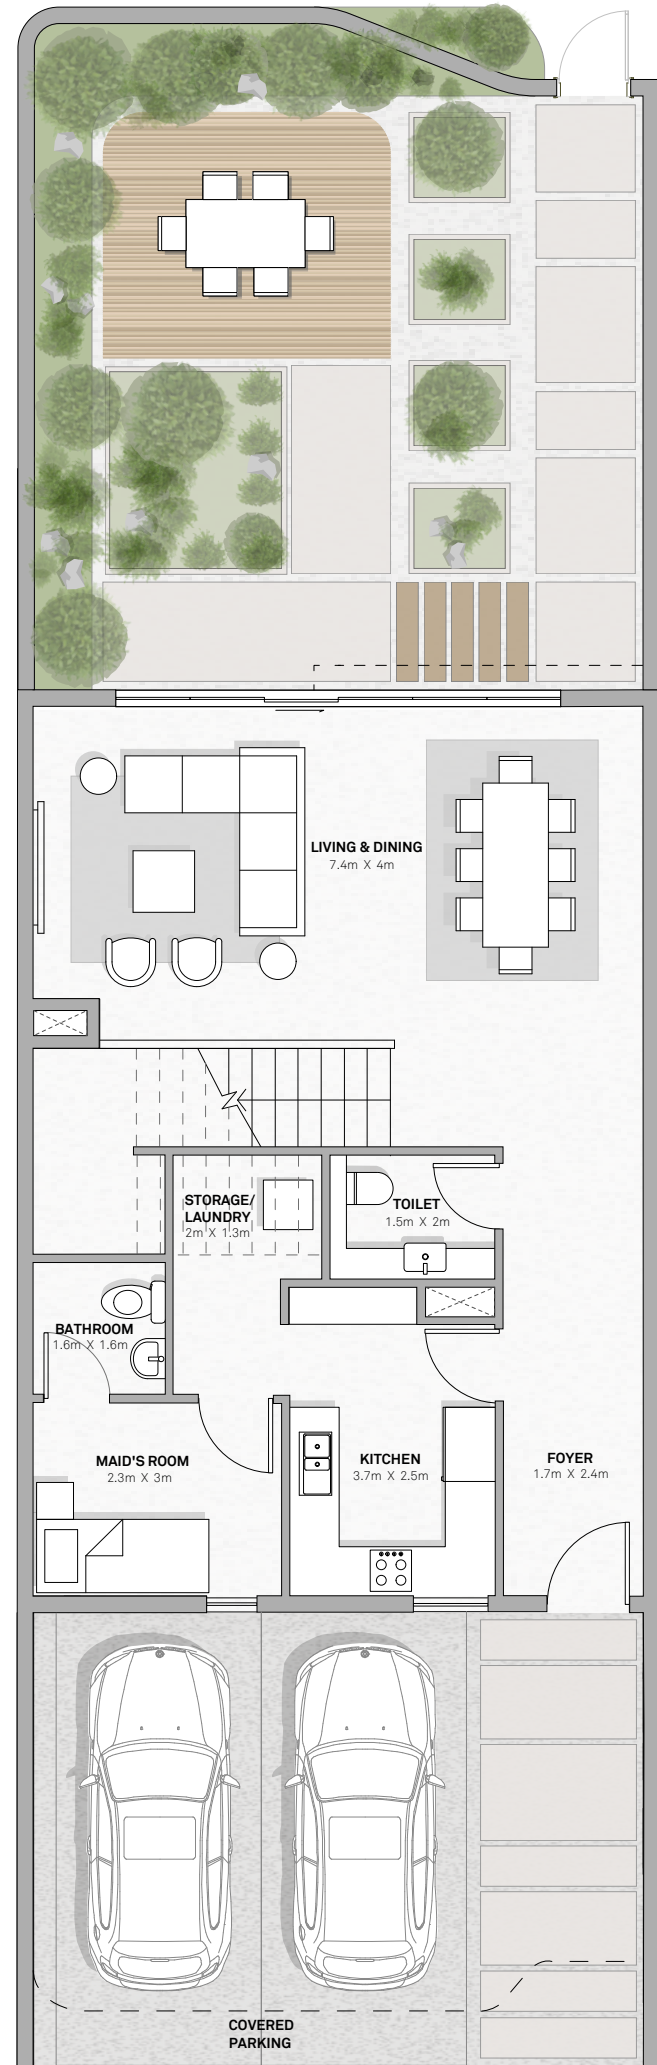 LIVING & DINING
7.4m X 4m
STORAGE/
LAUNDRY
2m X 1.3m
TOILET
1.5m X 2m
BATHROOM
1.6m X 1.6m
MAID'S ROOM
2.3m X 3m
KITCHEN
3.7m X 2.5m
FOYER
1.7m X 2.4m
COVERED
PARKING